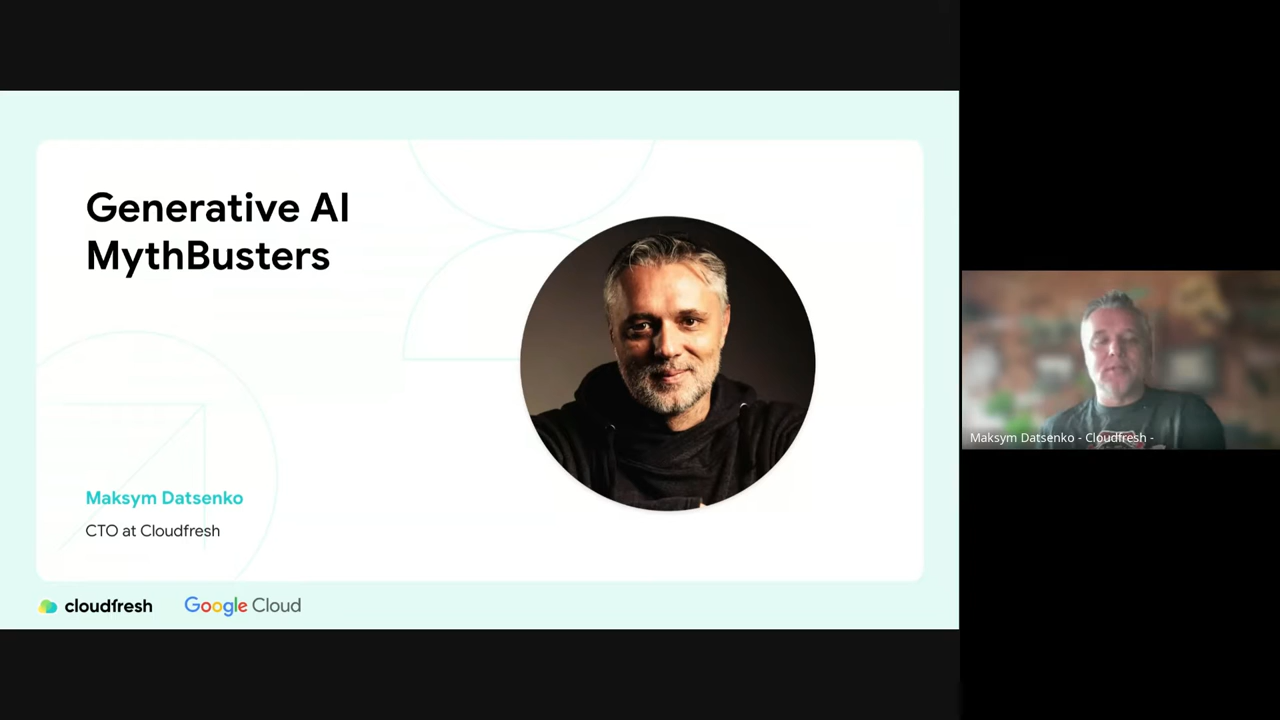 Generative AI
MythBusters
Maksym Datsenko
CTO at Cloudfresh
cloudfresh
Google Cloud
Maksym Datsenko - Cloudfresh -